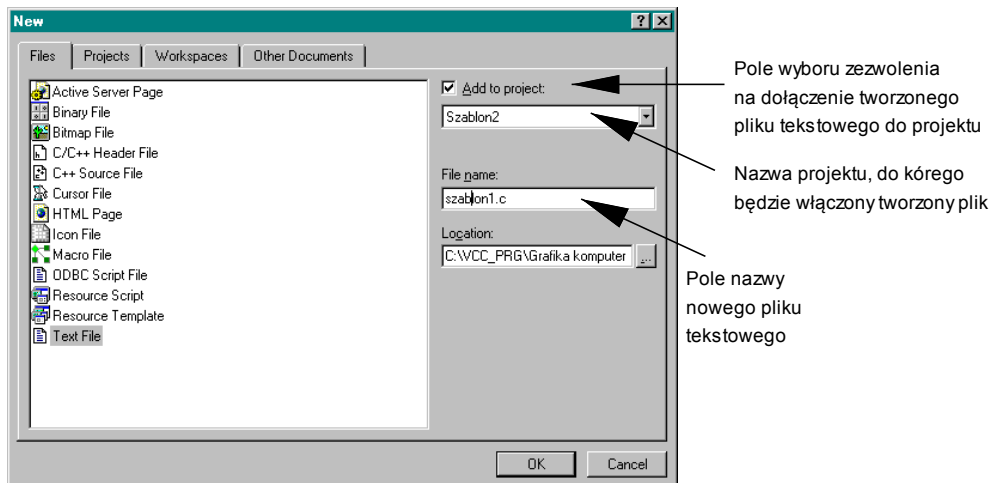 New
Files Projects Workspaces Other Documents
Active Server Page
Binary File
Bitmap File
C/C++ Header File
C++ Source File
Cursor File
HTML Page
Icon File
Macro File
ODBC Script File
Resource Script
Resource Template
Text File
Add to project:
Szablon2
File name:
szablon1.c
Location:
C:\VCC_PRG\Grafika komputer ...
OK Cancel
Pole wyboru zezwolenia
na dołączenie tworzonego
pliku tekstowego do projektu
Nazwa projektu, do kórego
będzie włączony tworzony plik
Pole nazwy
nowego pliku
tekstowego